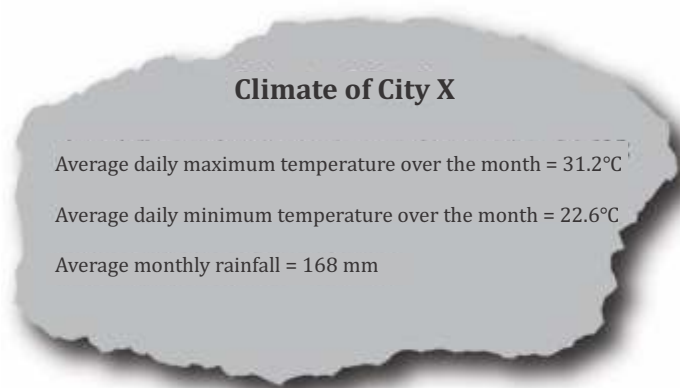 Climate of City X
Average daily maximum temperature over the month = 31.2°C
Average daily minimum temperature over the month = 22.6°C
Average monthly rainfall = 168 mm